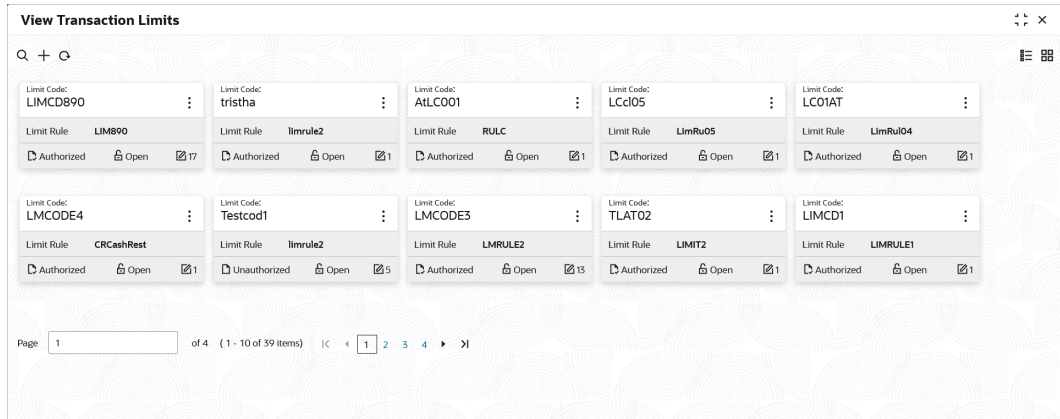 View Transaction Limits
Limit Code: Limit Code: Limit Code: Limit Code: Limit Code:
LIMCD890 tristha AtLC001 LCcl05 LC01AT
Limit Rule LIM890 Limit Rule limrule2 Limit Rule RULC Limit Rule LimRu05 Limit Rule LimRul04
Authorized Open 17 Authorized Open 1 Authorized Open 1 Authorized Open 1 Authorized Open 1
Limit Code: Limit Code: Limit Code: Limit Code: Limit Code:
LMCODE4 Testcod1 LMCODE3 TLAT02 LIMCD1
Limit Rule CRCashRest Limit Rule limrule2 Limit Rule LMRULE2 Limit Rule LIMIT2 Limit Rule LIMRULE1
Authorized Open 1 Unauthorized Open 5 Authorized Open 13 Authorized Open 1 Authorized Open 1
Page 1 of 4 ( 1 - 10 of 39 items) 1 2 3 4